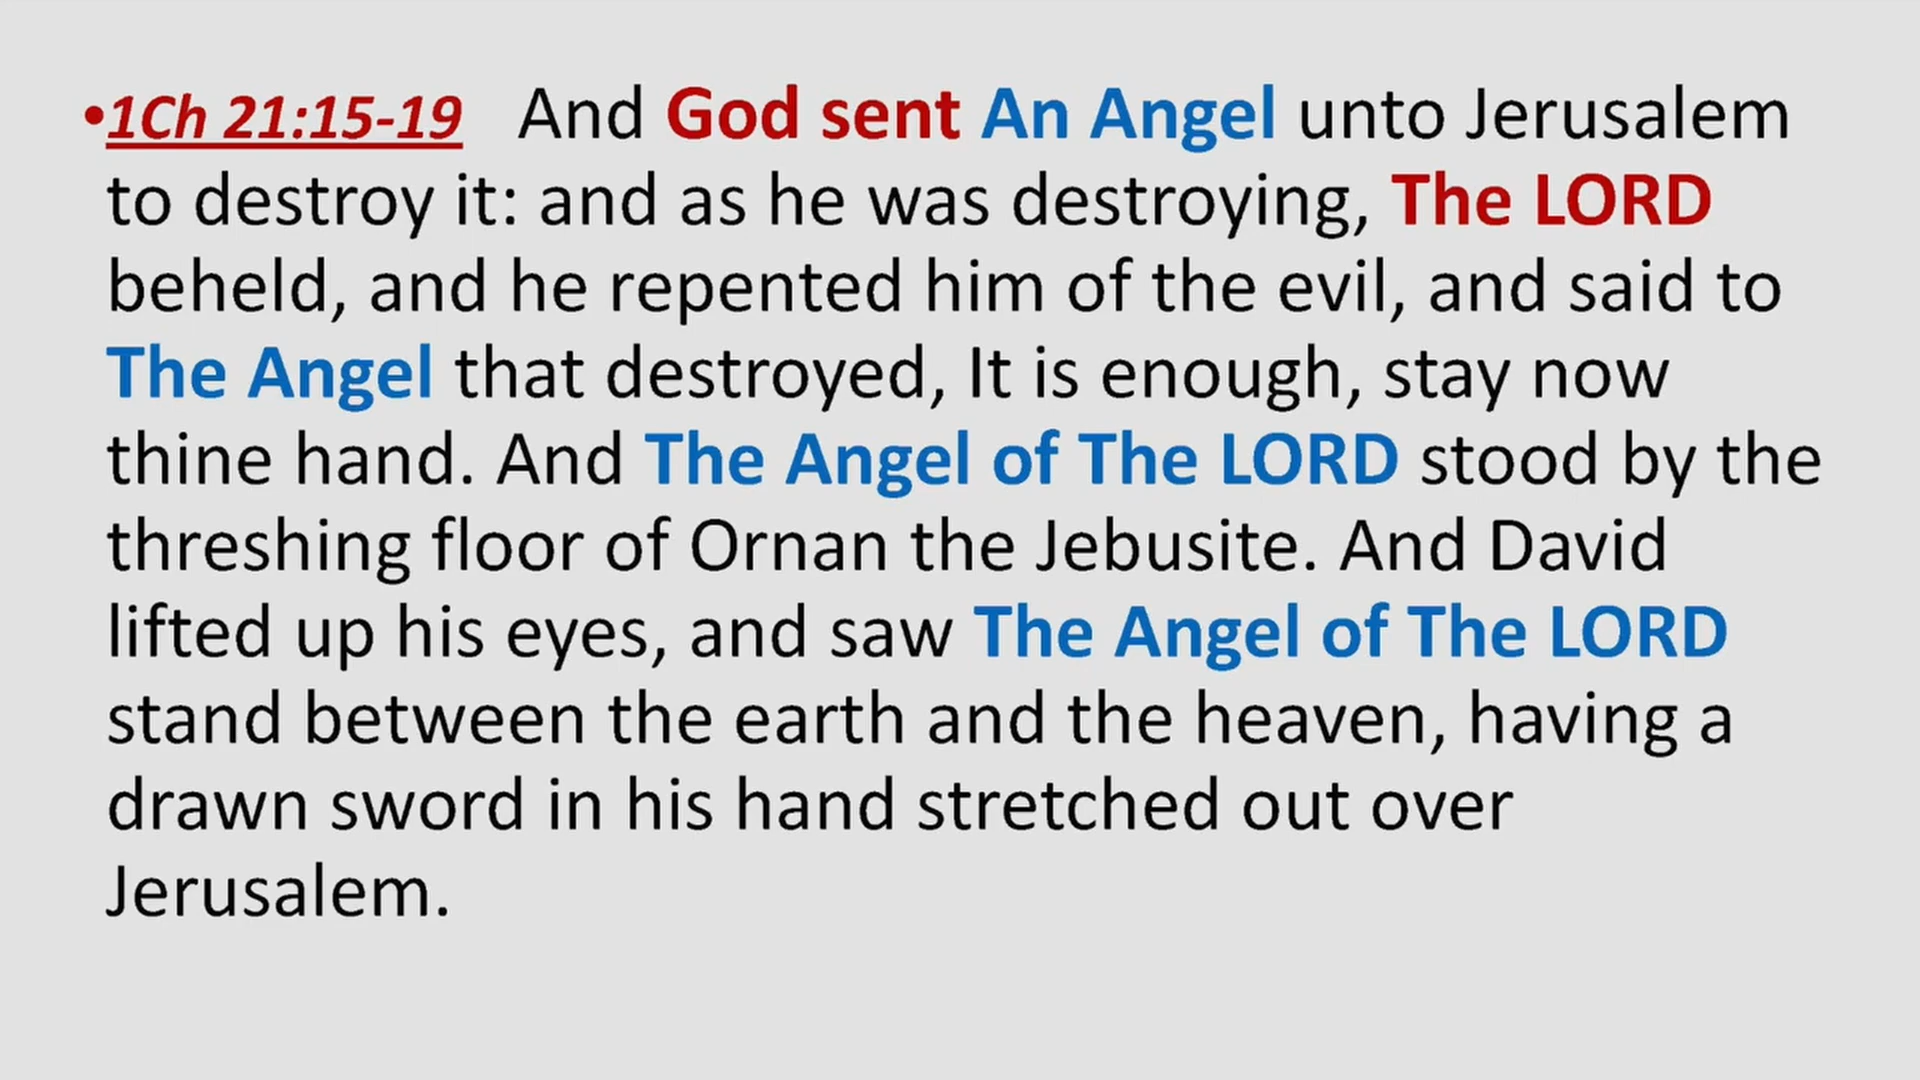 •1Ch 21:15-19 And God sent An Angel unto Jerusalem
to destroy it: and as he was destroying, The LORD
beheld, and he repented him of the evil, and said to
The Angel that destroyed, It is enough, stay now
thine hand. And The Angel of The LORD stood by the
threshing floor of Ornan the Jebusite. And David
lifted up his eyes, and saw The Angel of The LORD
stand between the earth and the heaven, having a
drawn sword in his hand stretched out over
Jerusalem.